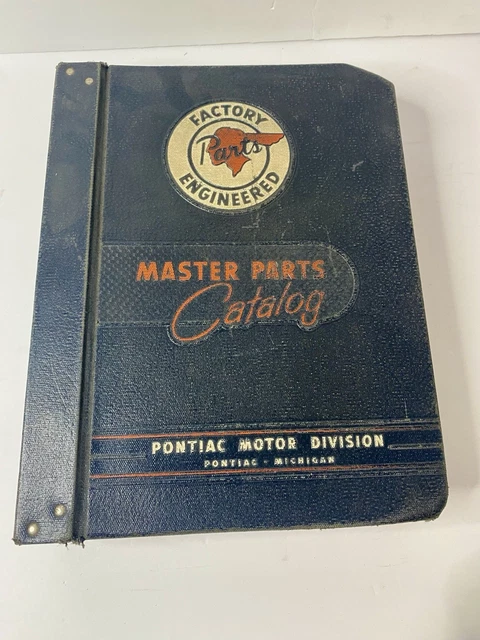 FACTORY
Parts
ENGINEERED
MASTER PARTS
Catalog
PONTIAC MOTOR DIVISION
PONTIAC - MICHIGAN